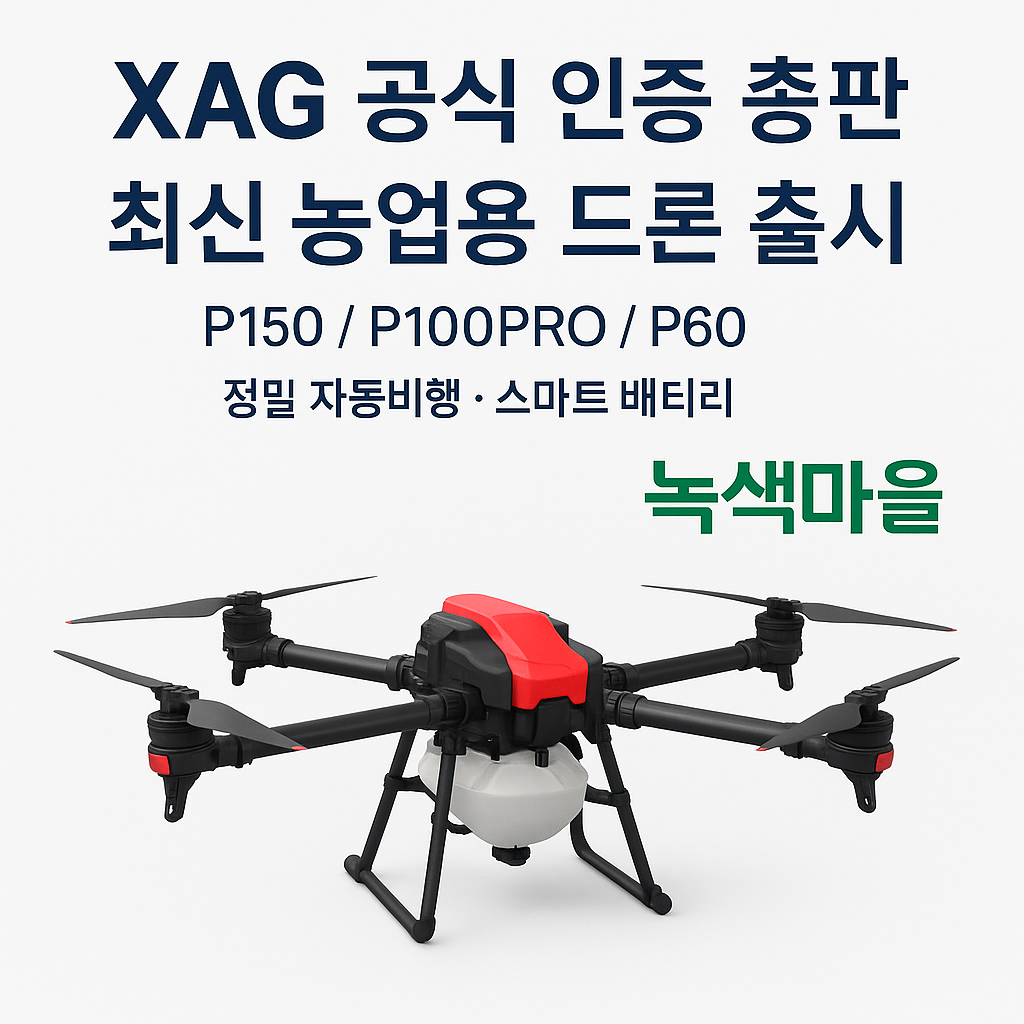 XAG 공식 인증 총판
최신 농업용 드론 출시
P150 / P100PRO / P60
정밀 자동비행 · 스마트 배티리
녹색마을